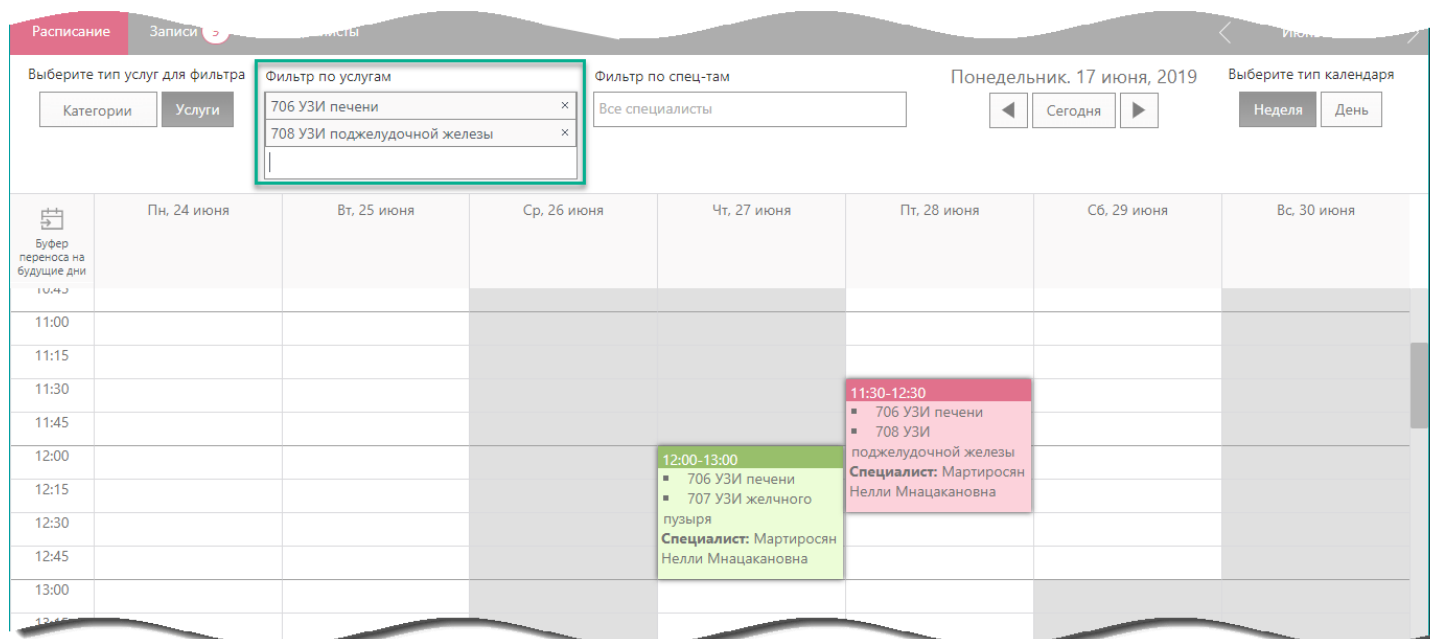 Расписание
Записи
Выберите тип услуг для фильтра
Категории
Услуги
Фильтр по услугам
706 УЗИ печени ×
708 УЗИ поджелудочной железы ×
Фильтр по спец-там
Все специалисты
Понедельник. 17 июня, 2019
Сегодня
Выберите тип календаря
Неделя
День
Буфер
переноса на
будущие дни
Пн, 24 июня
Вт, 25 июня
Ср, 26 июня
Чт, 27 июня
Пт, 28 июня
Сб, 29 июня
Вс, 30 июня
10:45
11:00
11:15
11:30
11:45
12:00
12:15
12:30
12:45
13:00
12:00-13:00
▪ 706 УЗИ печени
▪ 707 УЗИ желчного
пузыря
Специалист: Мартиросян
Нелли Мнацакановна
11:30-12:30
▪ 706 УЗИ печени
▪ 708 УЗИ
поджелудочной железы
Специалист: Мартиросян
Нелли Мнацакановна